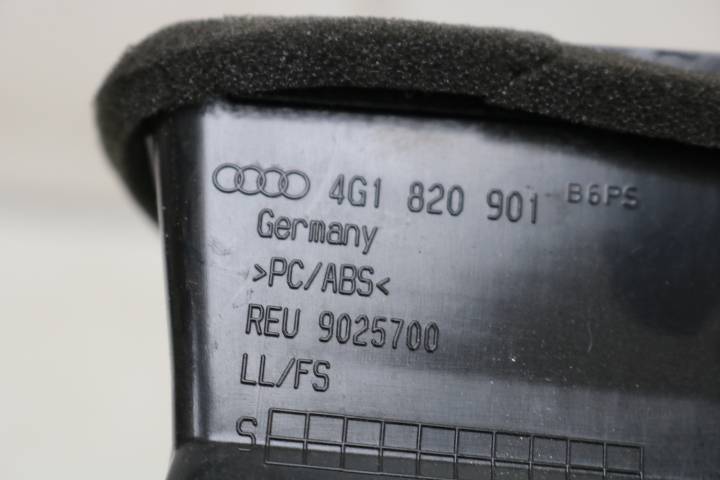 4G1 820 901 B6PS
Germany
>PC/ABS<
REU 9025700
LL/FS
S